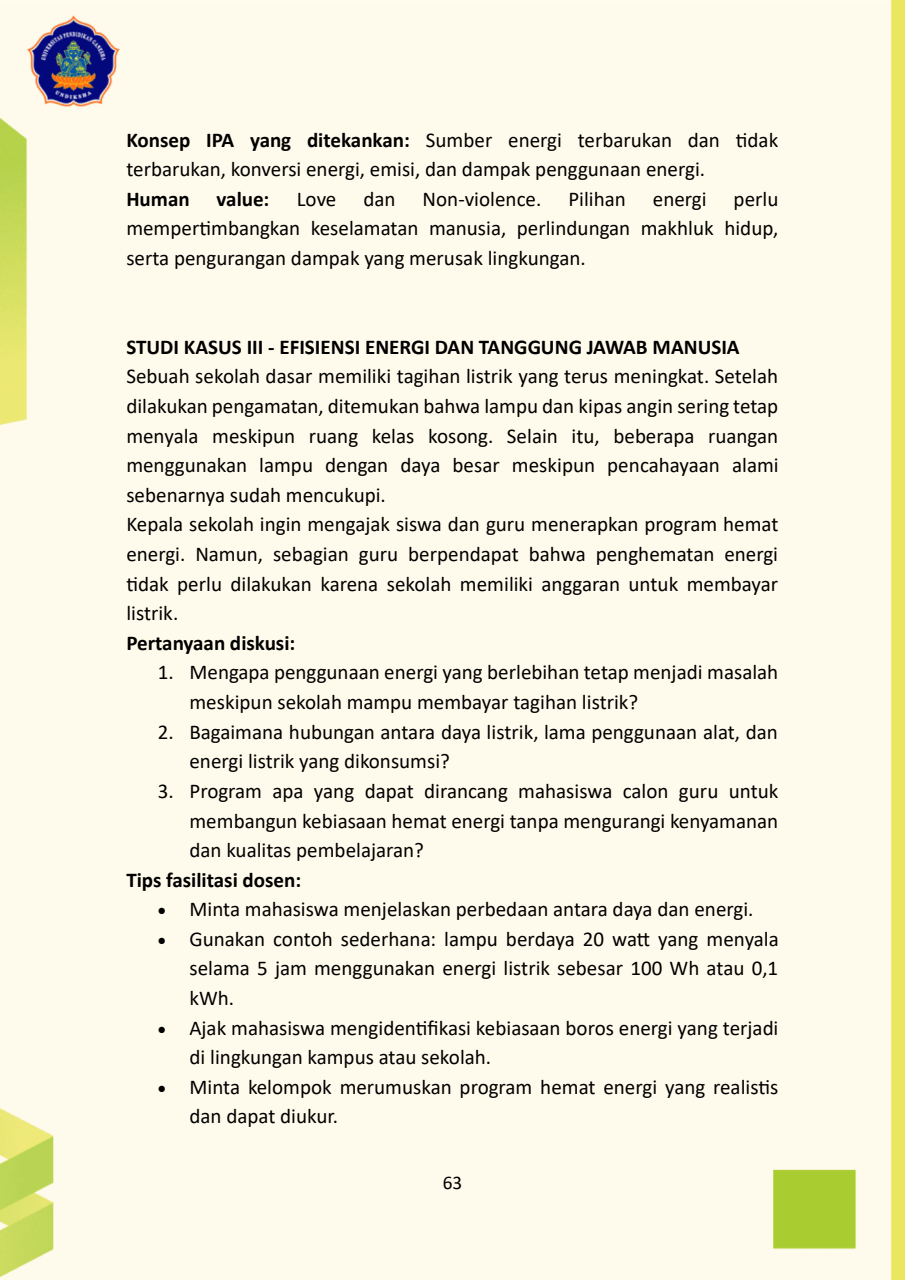 UNIVERSITAS PENDIDIKAN GANESHA
UNDIKSHA
Konsep IPA yang ditekankan: Sumber energi terbarukan dan tidak
terbarukan, konversi energi, emisi, dan dampak penggunaan energi.
Human value: Love dan Non-violence. Pilihan energi perlu
mempertimbangkan keselamatan manusia, perlindungan makhluk hidup,
serta pengurangan dampak yang merusak lingkungan.
STUDI KASUS III - EFISIENSI ENERGI DAN TANGGUNG JAWAB MANUSIA
Sebuah sekolah dasar memiliki tagihan listrik yang terus meningkat. Setelah
dilakukan pengamatan, ditemukan bahwa lampu dan kipas angin sering tetap
menyala meskipun ruang kelas kosong. Selain itu, beberapa ruangan
menggunakan lampu dengan daya besar meskipun pencahayaan alami
sebenarnya sudah mencukupi.
Kepala sekolah ingin mengajak siswa dan guru menerapkan program hemat
energi. Namun, sebagian guru berpendapat bahwa penghematan energi
tidak perlu dilakukan karena sekolah memiliki anggaran untuk membayar
listrik.
Pertanyaan diskusi:
1. Mengapa penggunaan energi yang berlebihan tetap menjadi masalah
meskipun sekolah mampu membayar tagihan listrik?
2. Bagaimana hubungan antara daya listrik, lama penggunaan alat, dan
energi listrik yang dikonsumsi?
3. Program apa yang dapat dirancang mahasiswa calon guru untuk
membangun kebiasaan hemat energi tanpa mengurangi kenyamanan
dan kualitas pembelajaran?
Tips fasilitasi dosen:
• Minta mahasiswa menjelaskan perbedaan antara daya dan energi.
• Gunakan contoh sederhana: lampu berdaya 20 watt yang menyala
selama 5 jam menggunakan energi listrik sebesar 100 Wh atau 0,1
kWh.
• Ajak mahasiswa mengidentifikasi kebiasaan boros energi yang terjadi
di lingkungan kampus atau sekolah.
• Minta kelompok merumuskan program hemat energi yang realistis
dan dapat diukur.
63